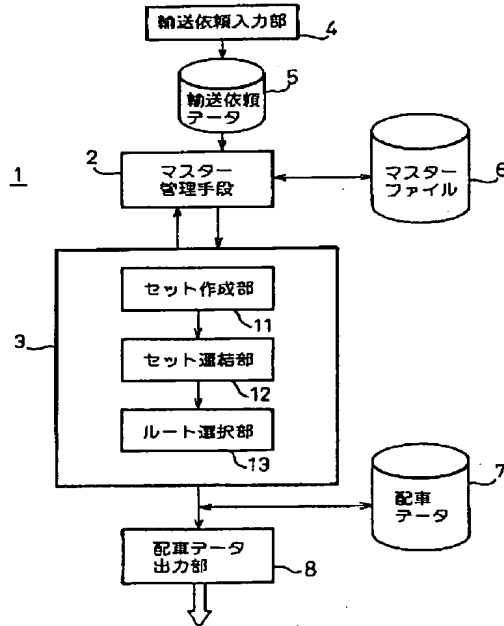 輸送依頼入力部
4
5
輸送依頼
データ
2
マスター
管理手段
1
マスター
ファイル
6
3
セット作成部
11
セット連結部
12
ルート選択部
13
配車
データ
7
配車データ
出力部
8